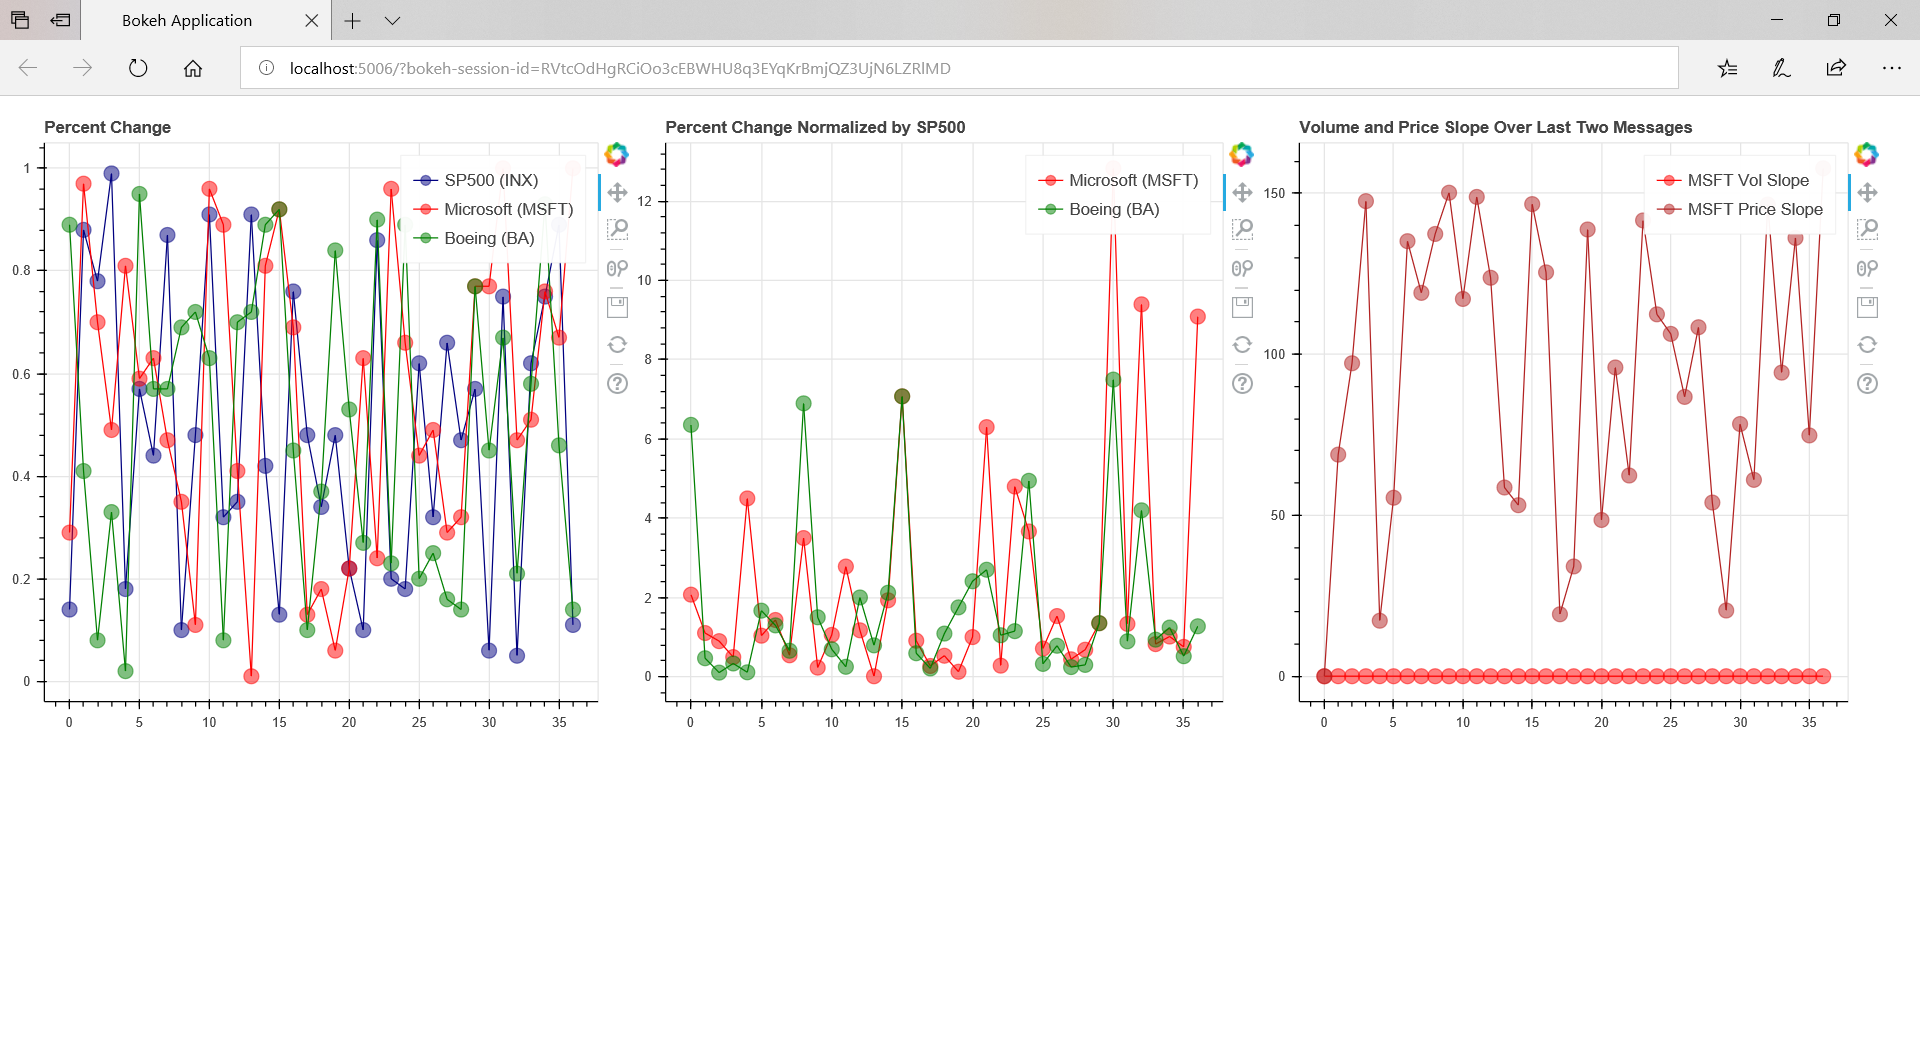 Bokeh Application
localhost:5006/?bokeh-session-id=RVtcOdHgRCiOo3cEBWHU8q3EYqKrBmjQZ3UjN6LZRlMD
Percent Change
SP500 (INX)
Microsoft (MSFT)
Boeing (BA)
1
0.8
0.6
0.4
0.2
0
0 5 10 15 20 25 30 35
Percent Change Normalized by SP500
Microsoft (MSFT)
Boeing (BA)
12
10
8
6
4
2
0
0 5 10 15 20 25 30 35
Volume and Price Slope Over Last Two Messages
MSFT Vol Slope
MSFT Price Slope
150
100
50
0
0 5 10 15 20 25 30 35